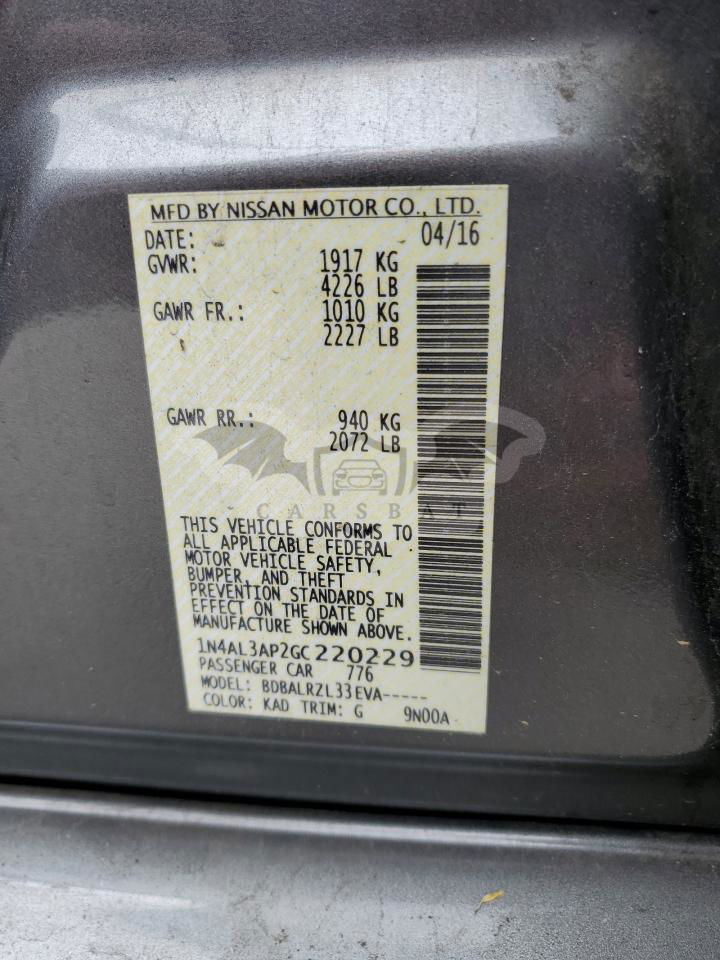 MFD BY NISSAN MOTOR CO., LTD.
DATE: 04/16
GVWR: 1917 KG
4226 LB
GAWR FR.: 1010 KG
2227 LB
GAWR RR.: 940 KG
2072 LB
CARSBAT
THIS VEHICLE CONFORMS TO
ALL APPLICABLE FEDERAL
MOTOR VEHICLE SAFETY,
BUMPER, AND THEFT
PREVENTION STANDARDS IN
EFFECT ON THE DATE OF
MANUFACTURE SHOWN ABOVE.
1N4AL3AP2GC220229
PASSENGER CAR 776
MODEL: BDBALRZL33EVA-----
COLOR: KAD TRIM: G 9N00A